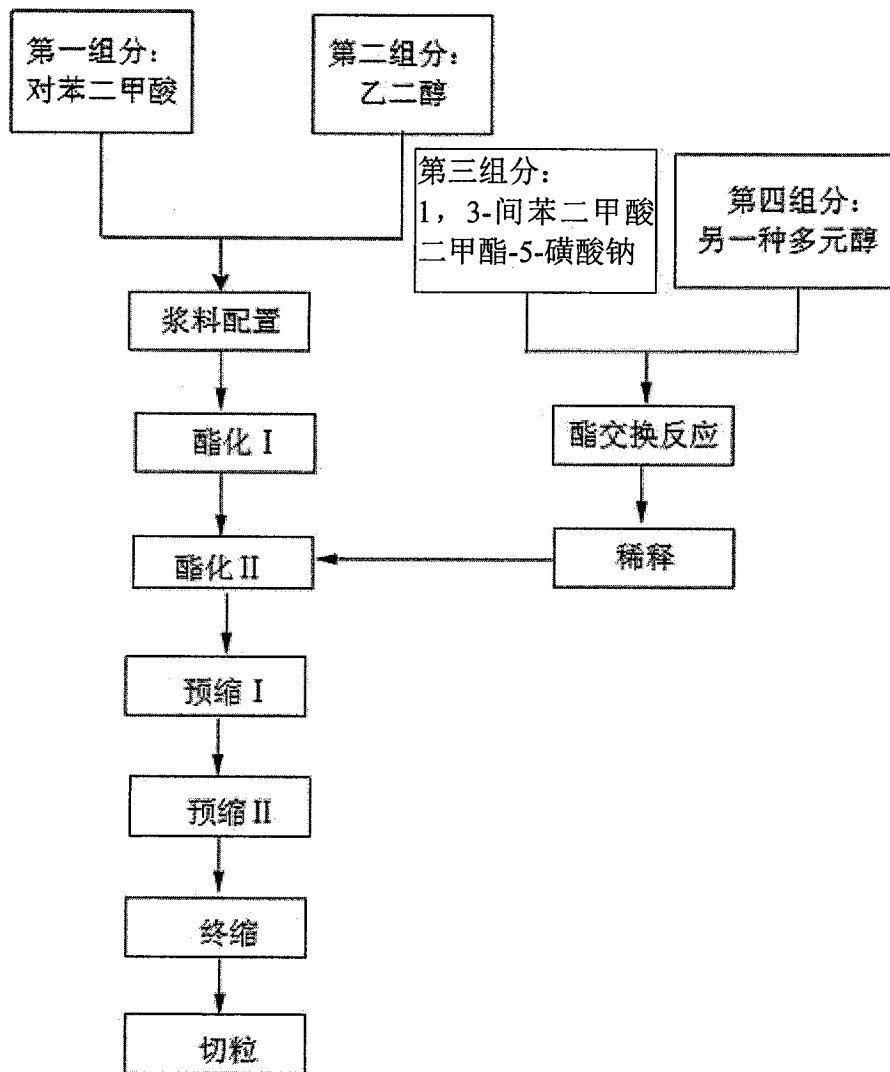 第一组分:
对苯二甲酸
第二组分:
乙二醇
第三组分:
1，3-间苯二甲酸
二甲酯-5-磺酸钠
第四组分:
另一种多元醇
浆料配置
酯化 I
酯化 II
预缩 I
预缩 II
终缩
切粒
酯交换反应
稀释